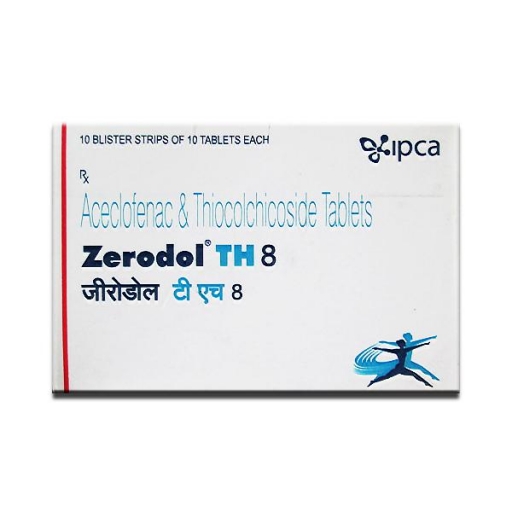 10 BLISTER STRIPS OF 10 TABLETS EACH
ipca
Rx
Aceclofenac & Thiocolchicoside Tablets
Zerodol® TH 8
जीरोडोल टी एच 8